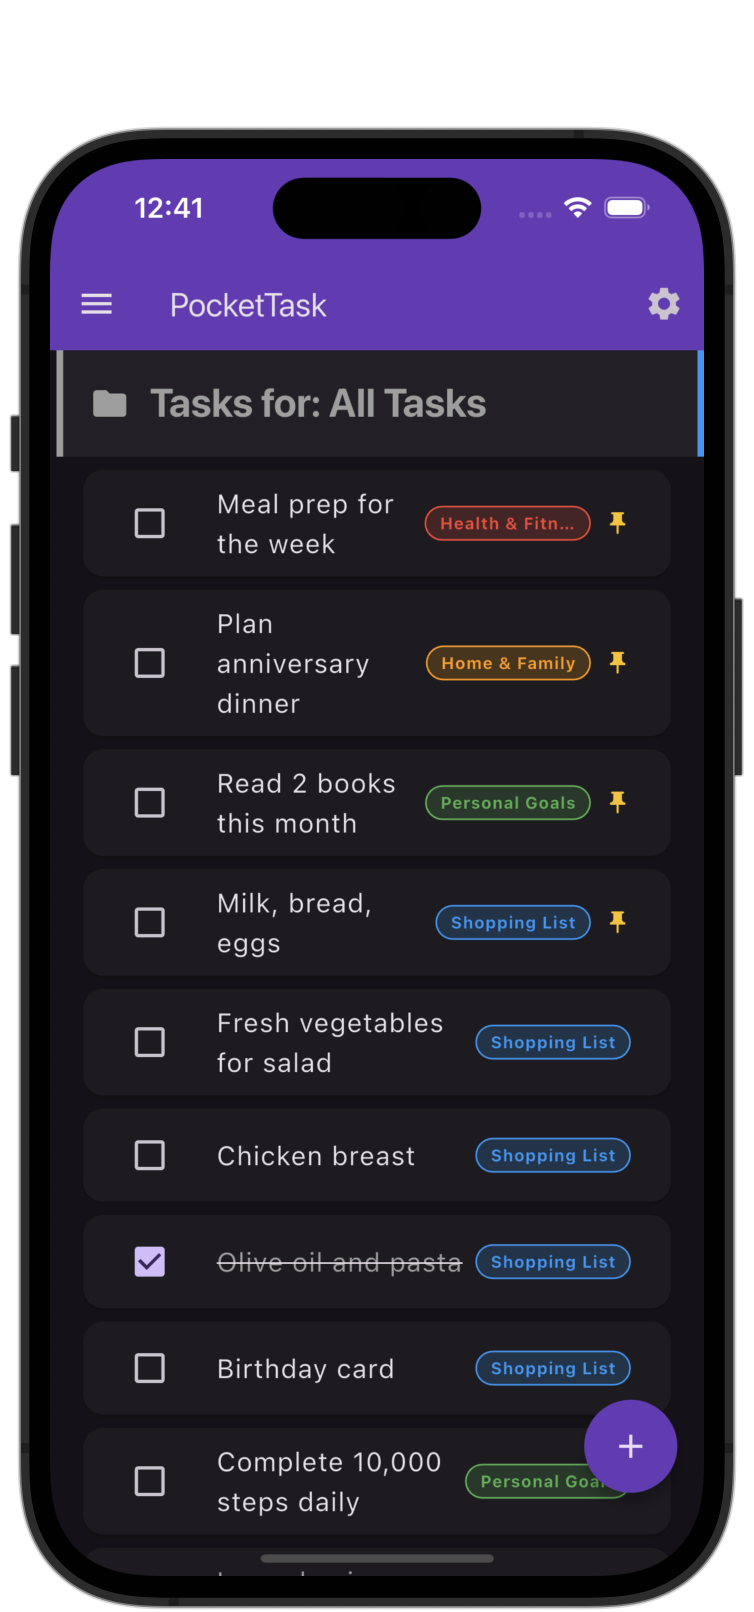 12:41
PocketTask
Tasks for: All Tasks
Meal prep for
the week
Health & Fitn...
Plan
anniversary
dinner
Home & Family
Read 2 books
this month
Personal Goals
Milk, bread,
eggs
Shopping List
Fresh vegetables
for salad
Shopping List
Chicken breast
Shopping List
Olive oil and pasta
Shopping List
Birthday card
Shopping List
Complete 10,000
steps daily
Personal Goa